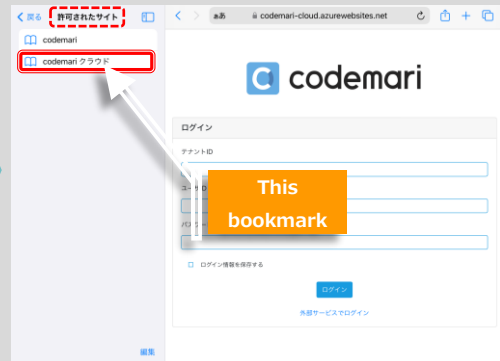 戻る 許可されたサイト
codemari
codemari クラウド
編集
ぁあ codemari-cloud.azurewebsites.net
codemari
ログイン
テナントID
ログイン情報を保存する
ログイン
外部サービスでログイン
This
bookmark